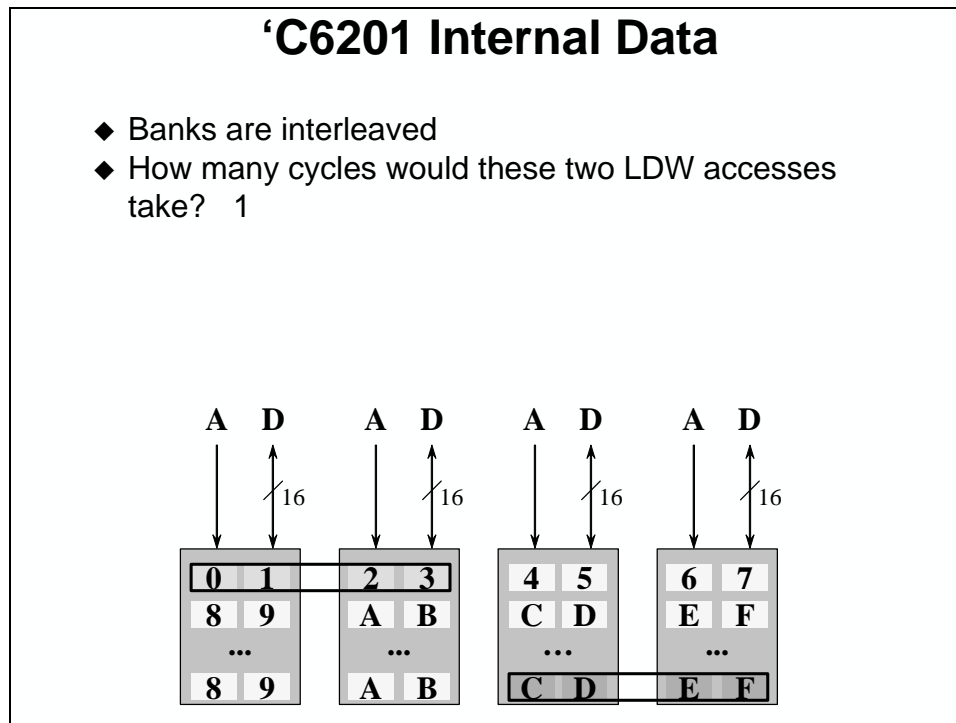 ‘C6201 Internal Data
◆ Banks are interleaved
◆ How many cycles would these two LDW accesses
take? 1
A D A D A D A D
16 16 16 16
0 1 2 3 4 5 6 7
8 9 A B C D E F
... ... ... ...
8 9 A B C D E F